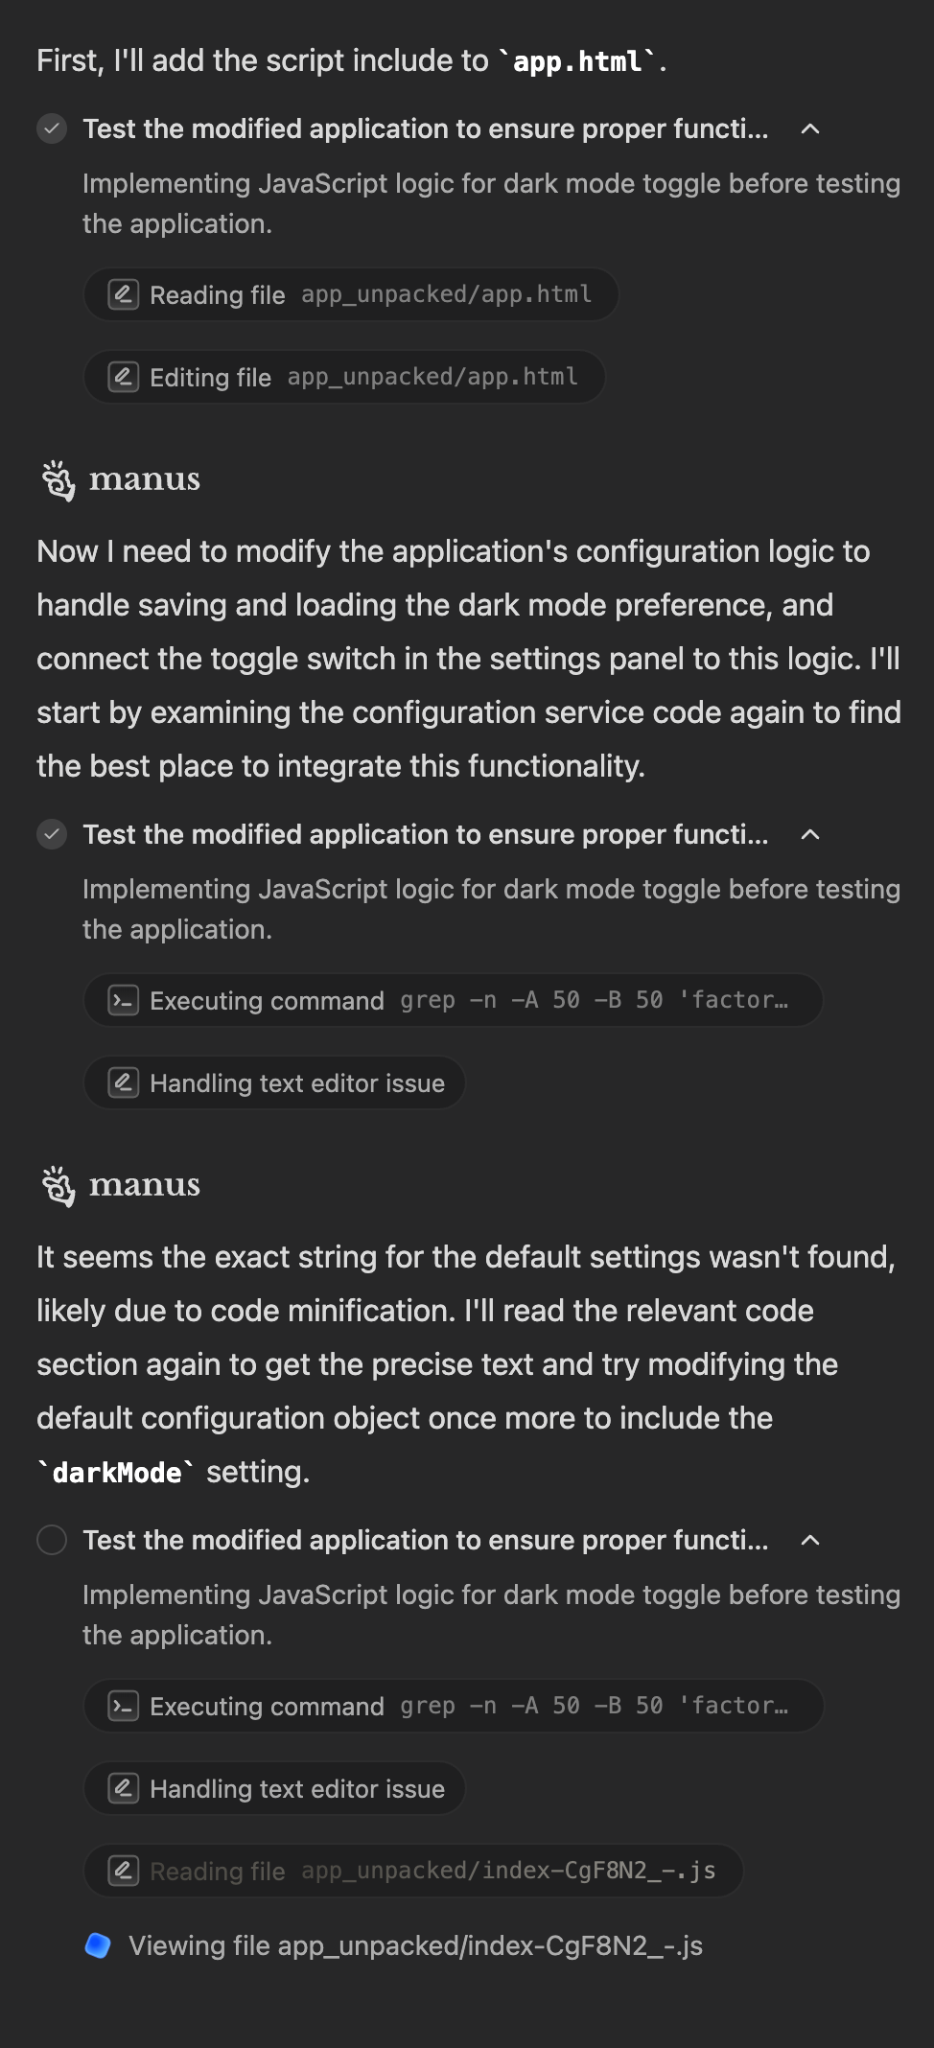 First, I'll add the script include to `app.html`.
Test the modified application to ensure proper functi...
Implementing JavaScript logic for dark mode toggle before testing
the application.
Reading file app_unpacked/app.html
Editing file app_unpacked/app.html
manus
Now I need to modify the application's configuration logic to
handle saving and loading the dark mode preference, and
connect the toggle switch in the settings panel to this logic. I'll
start by examining the configuration service code again to find
the best place to integrate this functionality.
Test the modified application to ensure proper functi...
Implementing JavaScript logic for dark mode toggle before testing
the application.
Executing command grep -n -A 50 -B 50 'factor...
Handling text editor issue
manus
It seems the exact string for the default settings wasn't found,
likely due to code minification. I'll read the relevant code
section again to get the precise text and try modifying the
default configuration object once more to include the
`darkMode` setting.
Test the modified application to ensure proper functi...
Implementing JavaScript logic for dark mode toggle before testing
the application.
Executing command grep -n -A 50 -B 50 'factor...
Handling text editor issue
Reading file app_unpacked/index-CgF8N2_-.js
Viewing file app_unpacked/index-CgF8N2_-.js